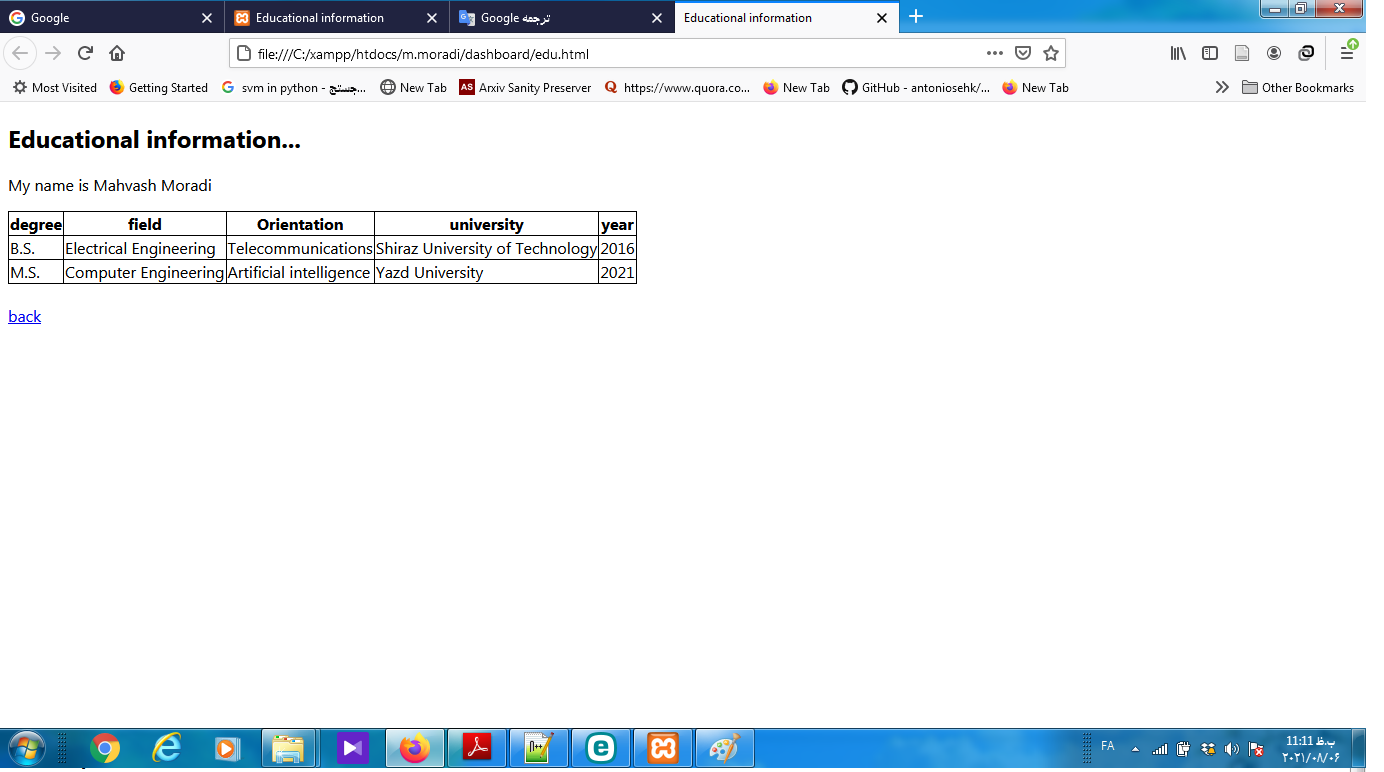 Google
Educational information
Google ترجمه
Educational information
file:///C:/xampp/htdocs/m.moradi/dashboard/edu.html
Most Visited
Getting Started
svm in python - جستج...
New Tab
AS Arxiv Sanity Preserver
https://www.quora.co...
New Tab
GitHub - antoniosehk/...
New Tab
Other Bookmarks
Educational information...
My name is Mahvash Moradi
degree field Orientation university year
B.S. Electrical Engineering Telecommunications Shiraz University of Technology 2016
M.S. Computer Engineering Artificial intelligence Yazd University 2021
back
FA
11:11 ب.ظ
۲۰۲۱/۰۸/۰۶